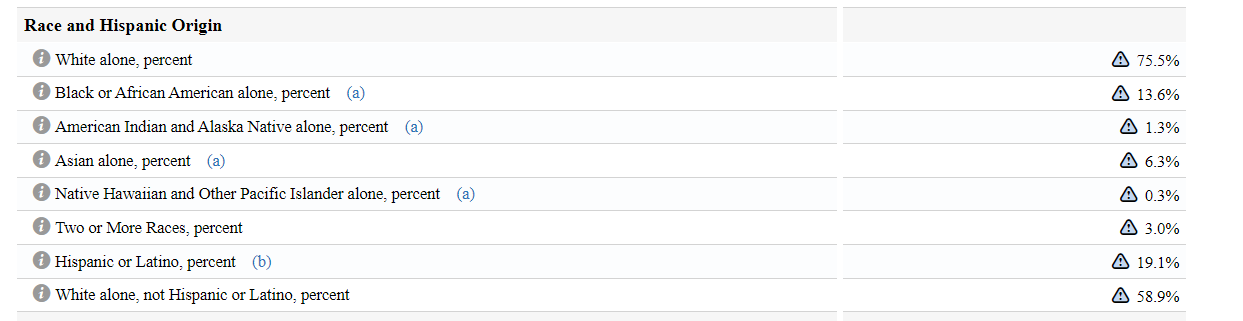 Race and Hispanic Origin
White alone, percent 75.5%
Black or African American alone, percent (a) 13.6%
American Indian and Alaska Native alone, percent (a) 1.3%
Asian alone, percent (a) 6.3%
Native Hawaiian and Other Pacific Islander alone, percent (a) 0.3%
Two or More Races, percent 3.0%
Hispanic or Latino, percent (b) 19.1%
White alone, not Hispanic or Latino, percent 58.9%